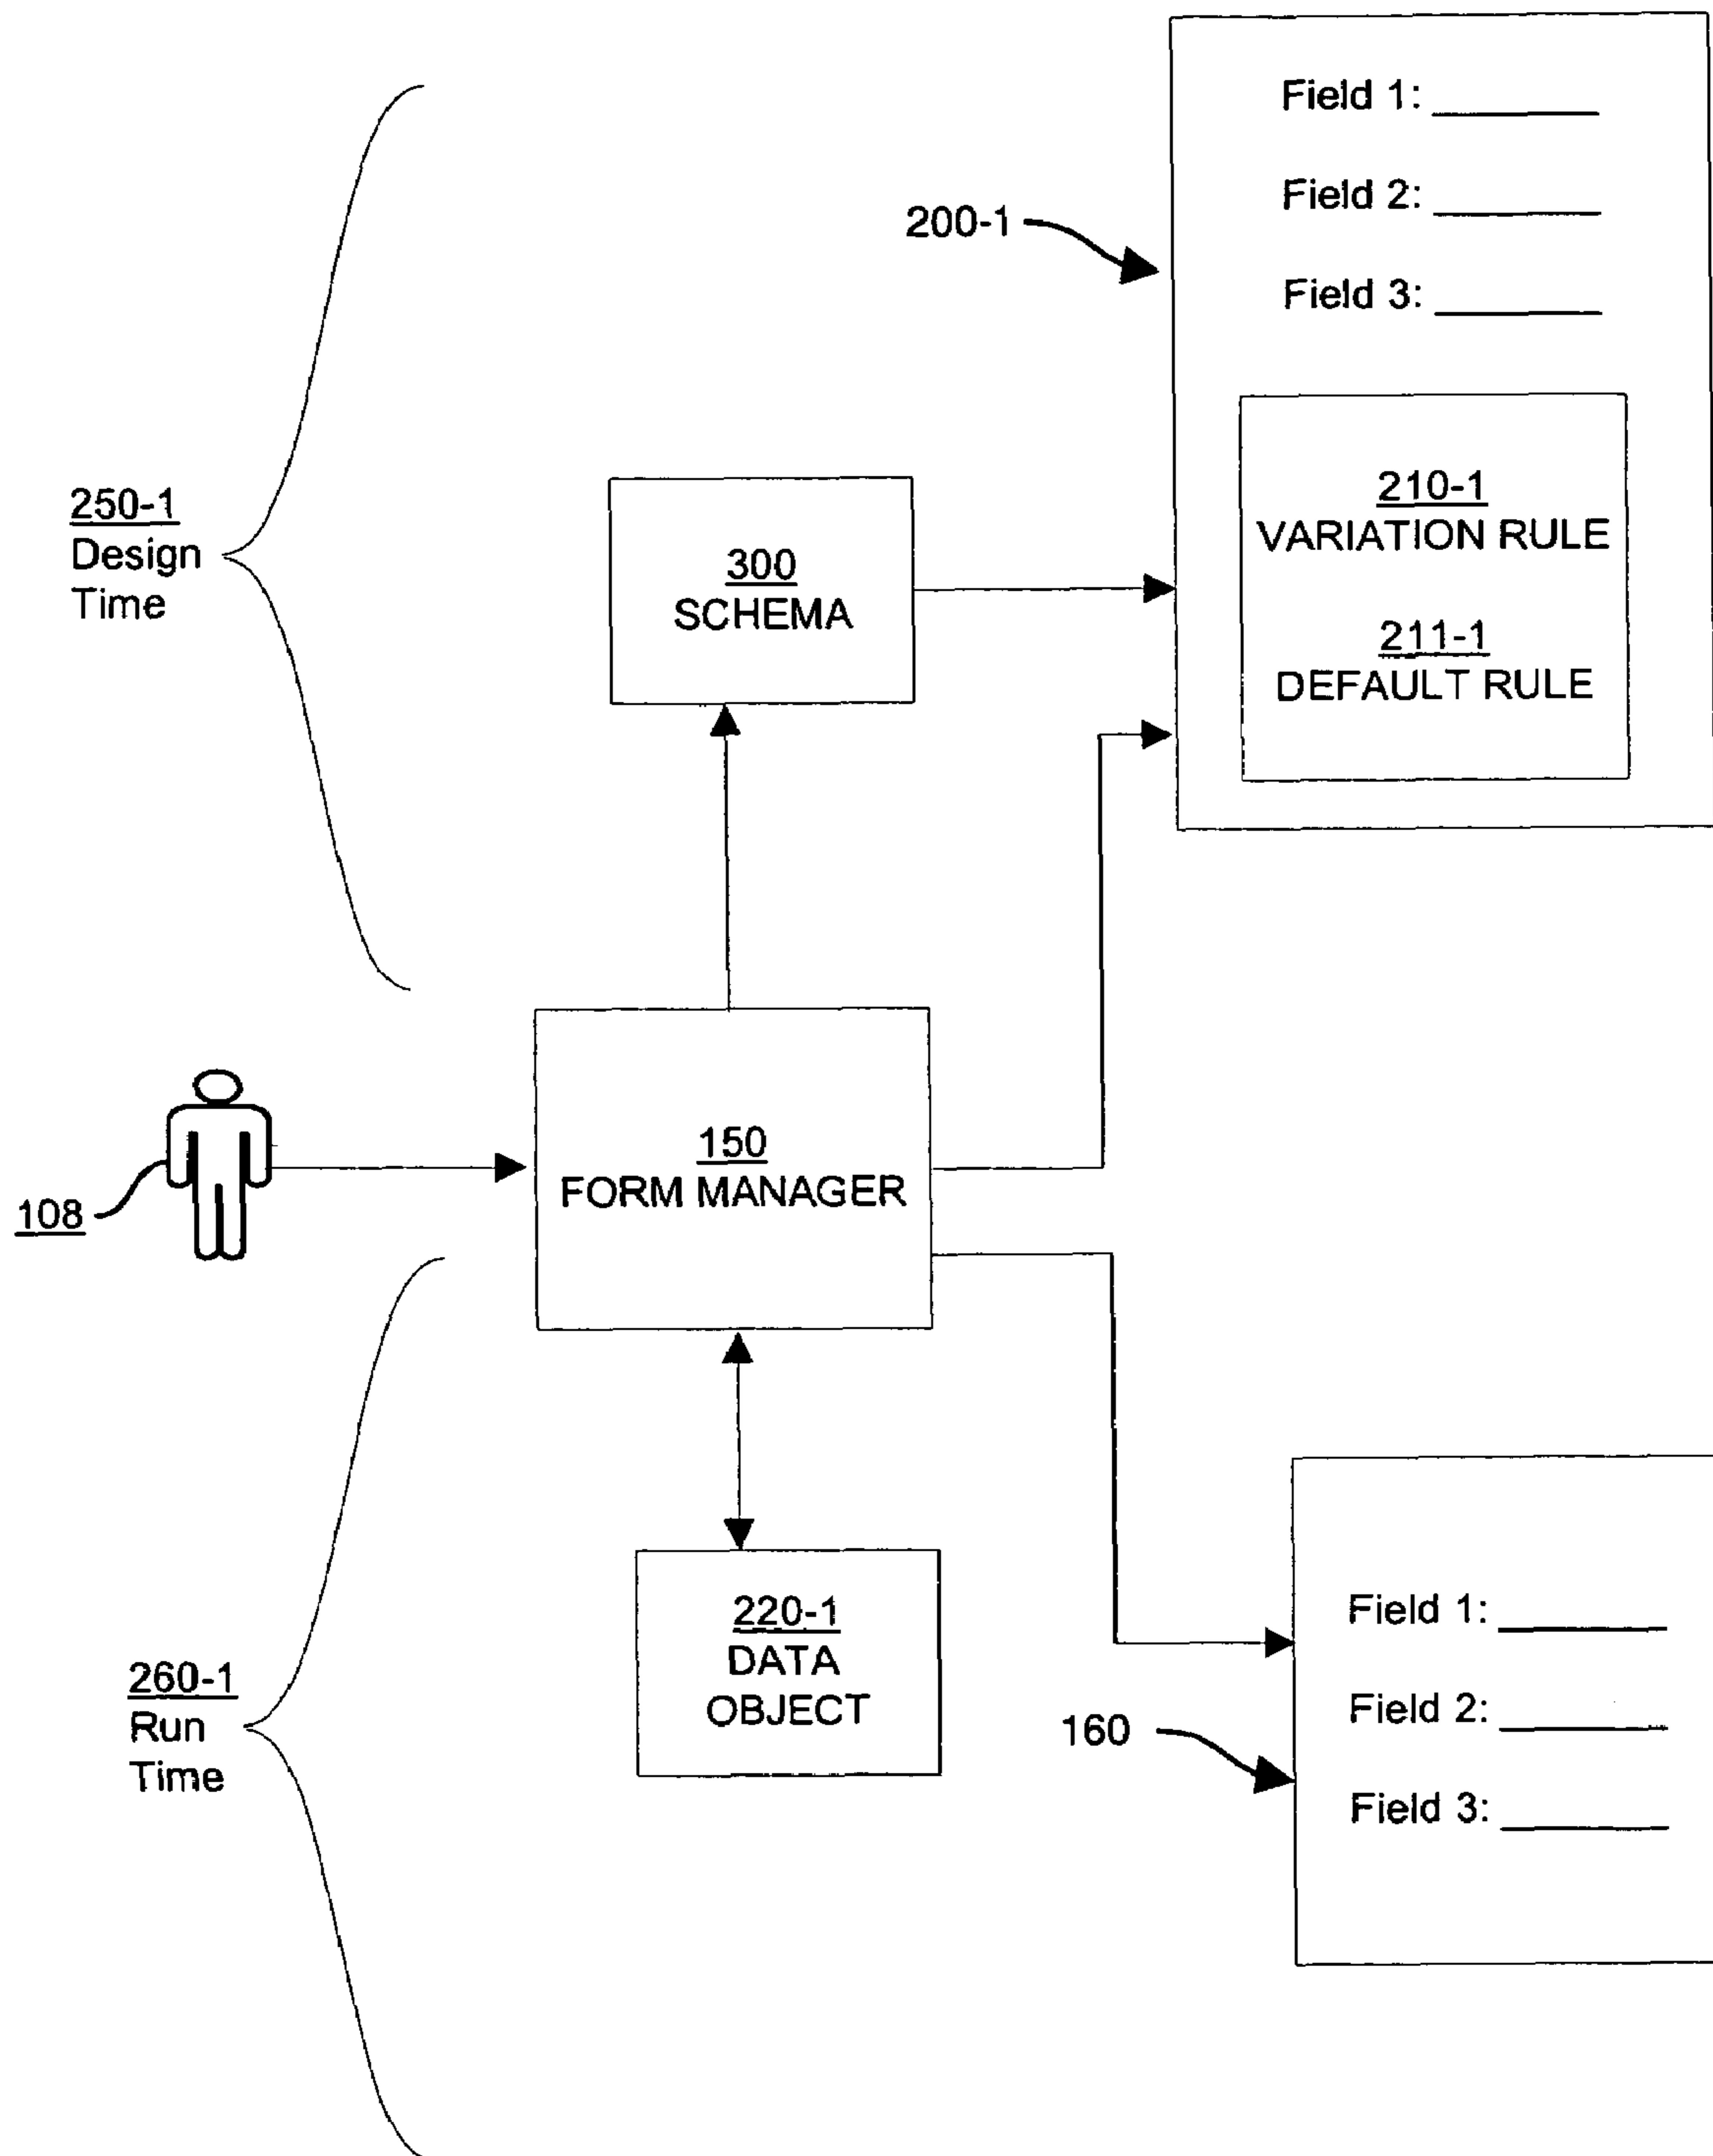 Field 1:
Field 2:
200-1
Field 3:
250-1
Design
Time
300
SCHEMA
210-1
VARIATION RULE
211-1
DEFAULT RULE
150
FORM MANAGER
108
260-1
Run
Time
220-1
DATA
OBJECT
160
Field 1:
Field 2:
Field 3: